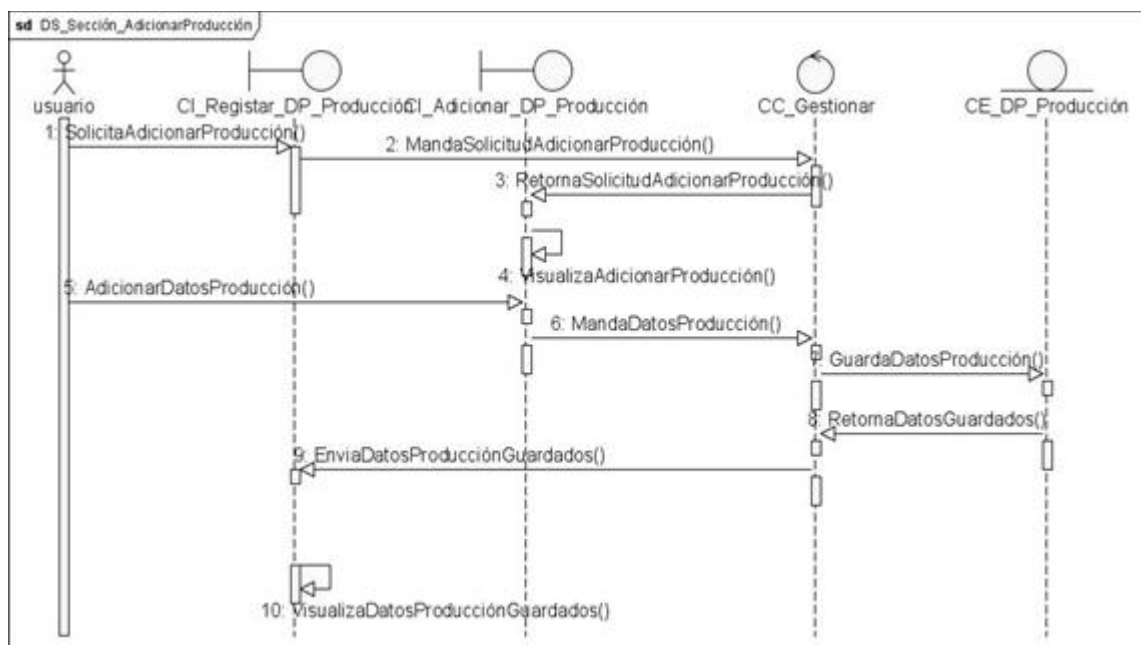 sd DS_Sección_AdicionarProducción
usuario
CI_Registar_DP_Producción
CI_Adicionar_DP_Producción
CC_Gestionar
CE_DP_Producción
1: SolicitaAdicionarProducción()
2: MandaSolicitudAdicionarProducción()
3: RetornaSolicitudAdicionarProducción()
4: VisualizaAdicionarProducción()
5: AdicionarDatosProducción()
6: MandaDatosProducción()
7: GuardaDatosProducción()
8: RetornaDatosGuardados()
9: EnviaDatosProducciónGuardados()
10: VisualizaDatosProducciónGuardados()